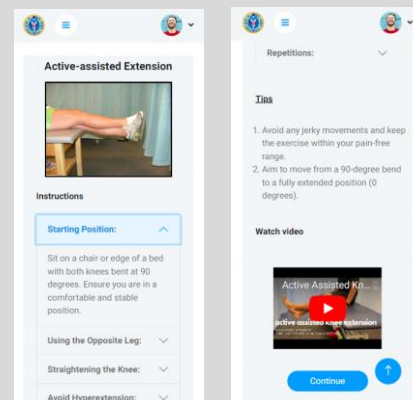 Active-assisted Extension
Instructions
Starting Position:
Sit on a chair or edge of a bed
with both knees bent at 90
degrees. Ensure you are in a
comfortable and stable
position.
Using the Opposite Leg:
Straightening the Knee:
Avoid Hyperextension:
Repetitions:
Tips
1. Avoid any jerky movements and keep
the exercise within your pain-free
range.
2. Aim to move from a 90-degree bend
to a fully extended position (0
degrees).
Watch video
Active Assisted Kn...
active assisted knee extension
Continue